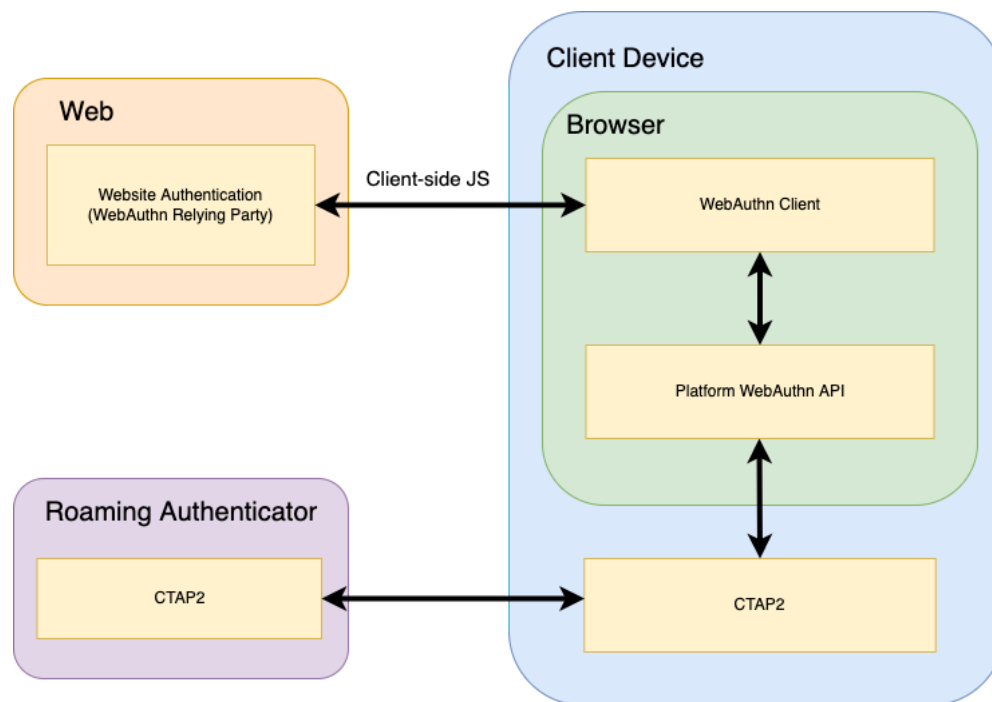 Client Device
Web
Browser
Website Authentication
(WebAuthn Relying Party)
Client-side JS
WebAuthn Client
Platform WebAuthn API
Roaming Authenticator
CTAP2
CTAP2